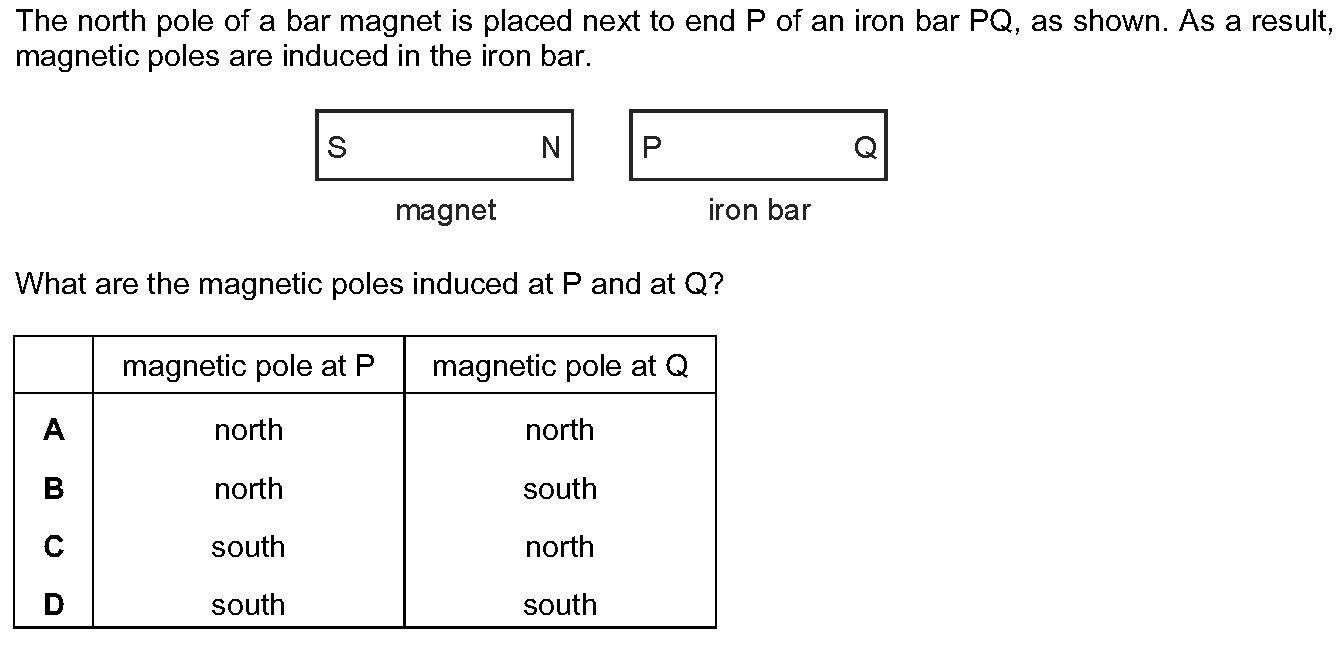 The north pole of a bar magnet is placed next to end P of an iron bar PQ, as shown. As a result,
magnetic poles are induced in the iron bar.
S N P Q
magnet iron bar
What are the magnetic poles induced at P and at Q?
magnetic pole at P magnetic pole at Q
A north north
B north south
C south north
D south south